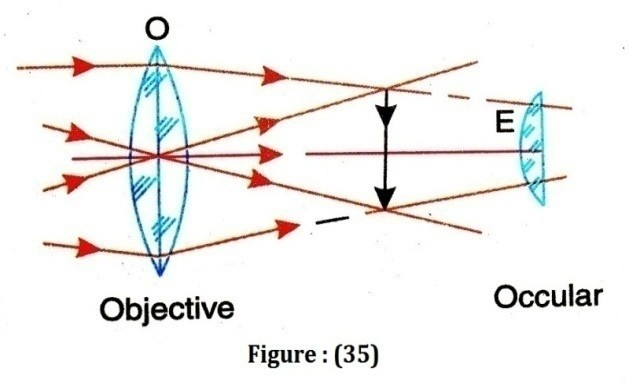 O
E
Objective
Occular
Figure : (35)